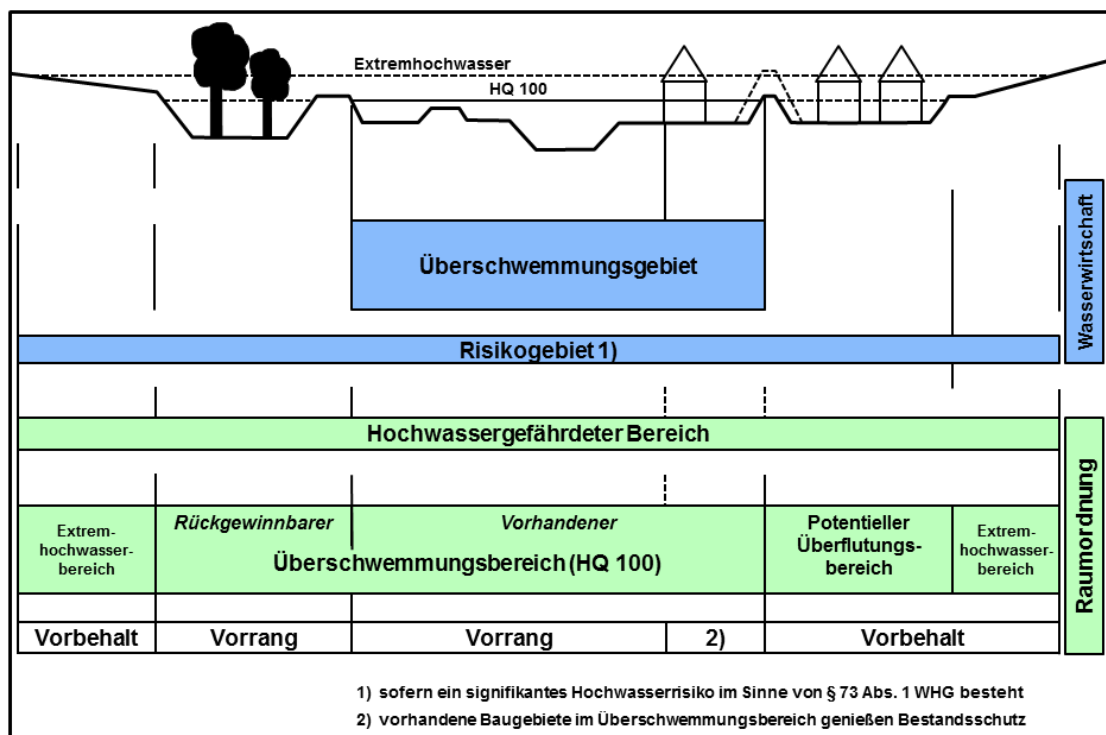 Extremhochwasser
HQ 100
Wasserwirtschaft
Überschwemmungsgebiet
Risikogebiet 1)
Hochwassergefährdeter Bereich
Raumordnung
Extrem-
hochwasser-
bereich
Rückgewinnbarer
Vorhandener
Überschwemmungsbereich (HQ 100)
Potentieller
Überflutungs-
bereich
Extrem-
hochwasser-
bereich
Vorbehalt
Vorrang
Vorrang
2)
Vorbehalt
1) sofern ein signifikantes Hochwasserrisiko im Sinne von § 73 Abs. 1 WHG besteht
2) vorhandene Baugebiete im Überschwemmungsbereich genießen Bestandsschutz